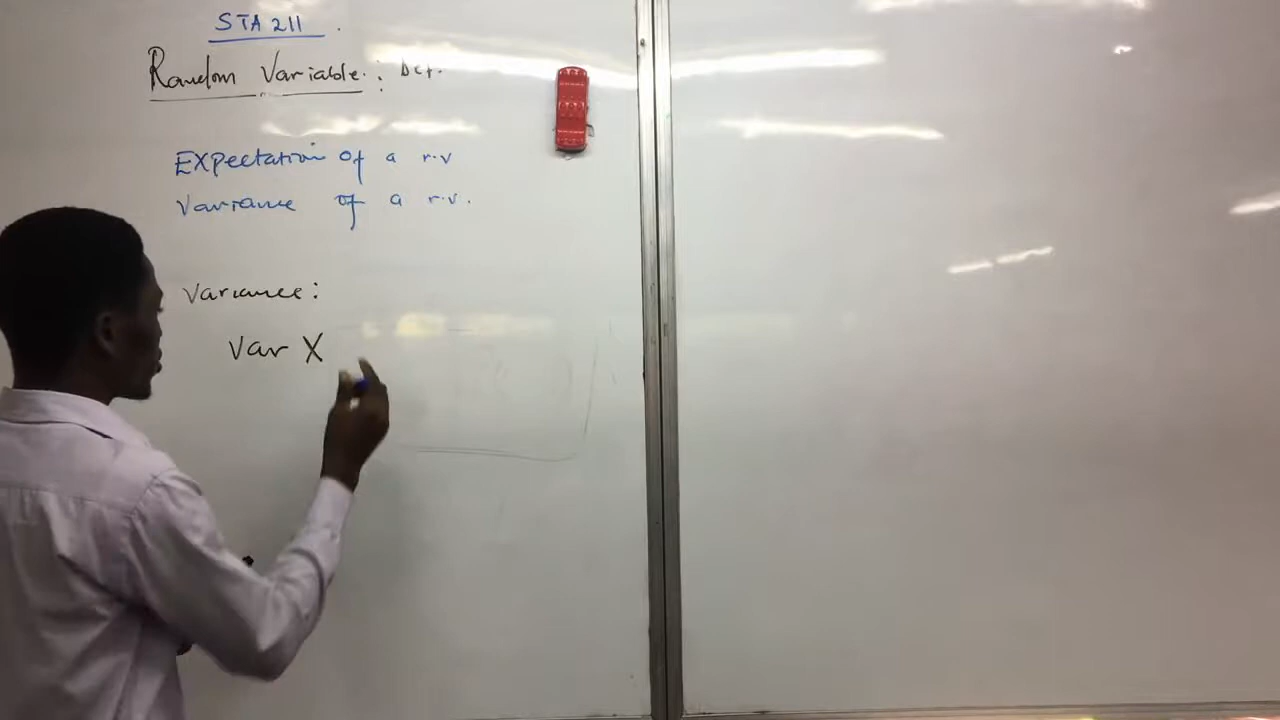 STA 211.
Random Variable: Def.
Expectation of a r.v
Variance of a r.v.
Variance:
Var X